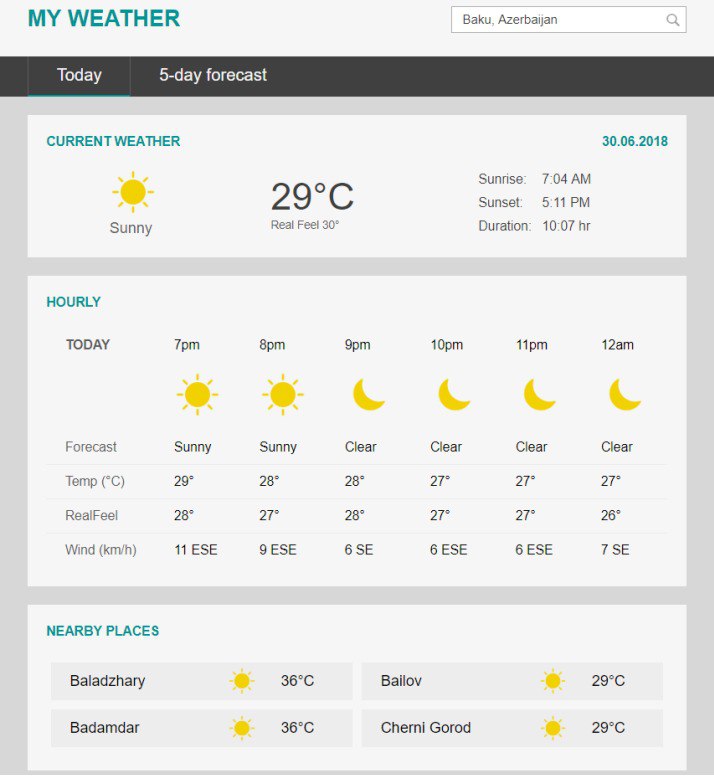 MY WEATHER
Baku, Azerbaijan
Today 5-day forecast
CURRENT WEATHER 30.06.2018
Sunny
29°C
Real Feel 30°
Sunrise: 7:04 AM
Sunset: 5:11 PM
Duration: 10:07 hr
HOURLY
TODAY 7pm 8pm 9pm 10pm 11pm 12am
Forecast Sunny Sunny Clear Clear Clear Clear
Temp (°C) 29° 28° 28° 27° 27° 27°
RealFeel 28° 27° 28° 27° 27° 26°
Wind (km/h) 11 ESE 9 ESE 6 SE 6 ESE 6 ESE 7 SE
NEARBY PLACES
Baladzhary 36°C Bailov 29°C
Badamdar 36°C Cherni Gorod 29°C